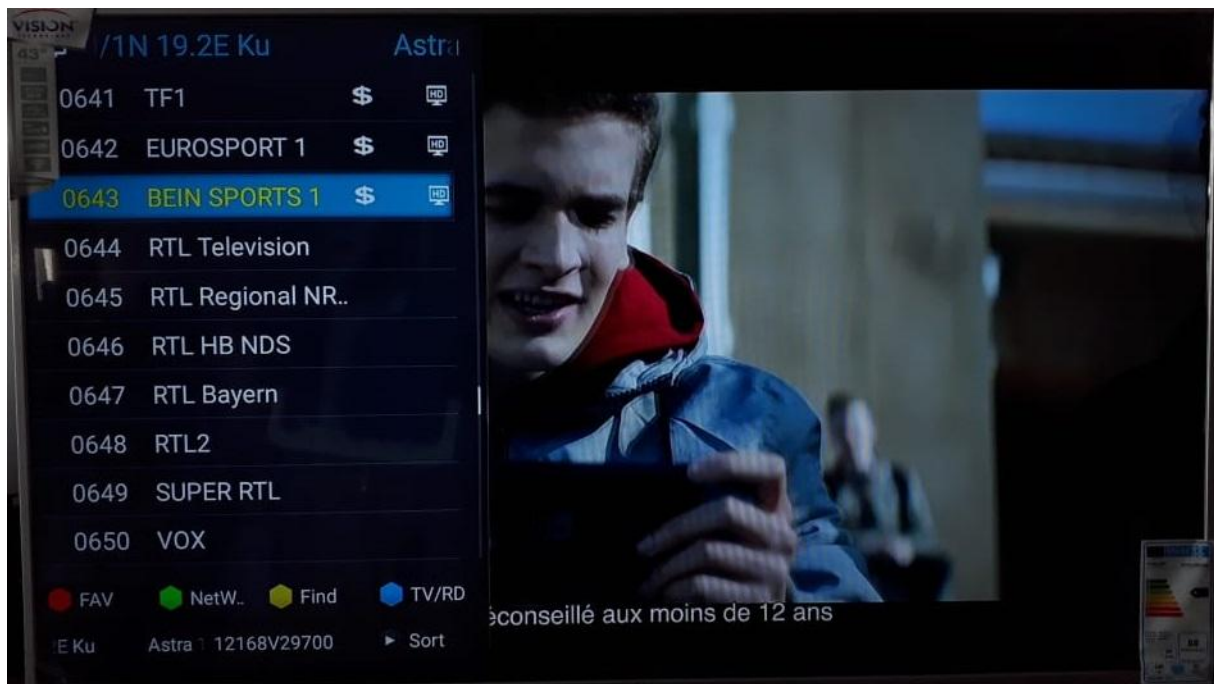 VISION
43"
/1N 19.2E Ku Astra
0641 TF1 $ HD
0642 EUROSPORT 1 $ HD
0643 BEIN SPORTS 1 $ HD
0644 RTL Television
0645 RTL Regional NR..
0646 RTL HB NDS
0647 RTL Bayern
0648 RTL2
0649 SUPER RTL
0650 VOX
FAV NetW.. Find TV/RD
E Ku Astra 1 12168V29700 Sort
éconseillé aux moins de 12 ans